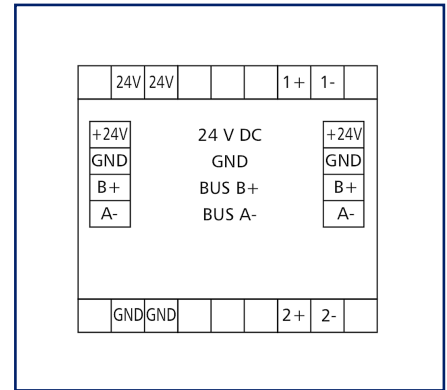 24V 24V 1+ 1-
+24V 24 V DC +24V
GND GND GND
B+ BUS B+ B+
A- BUS A- A-
GND GND 2+ 2-